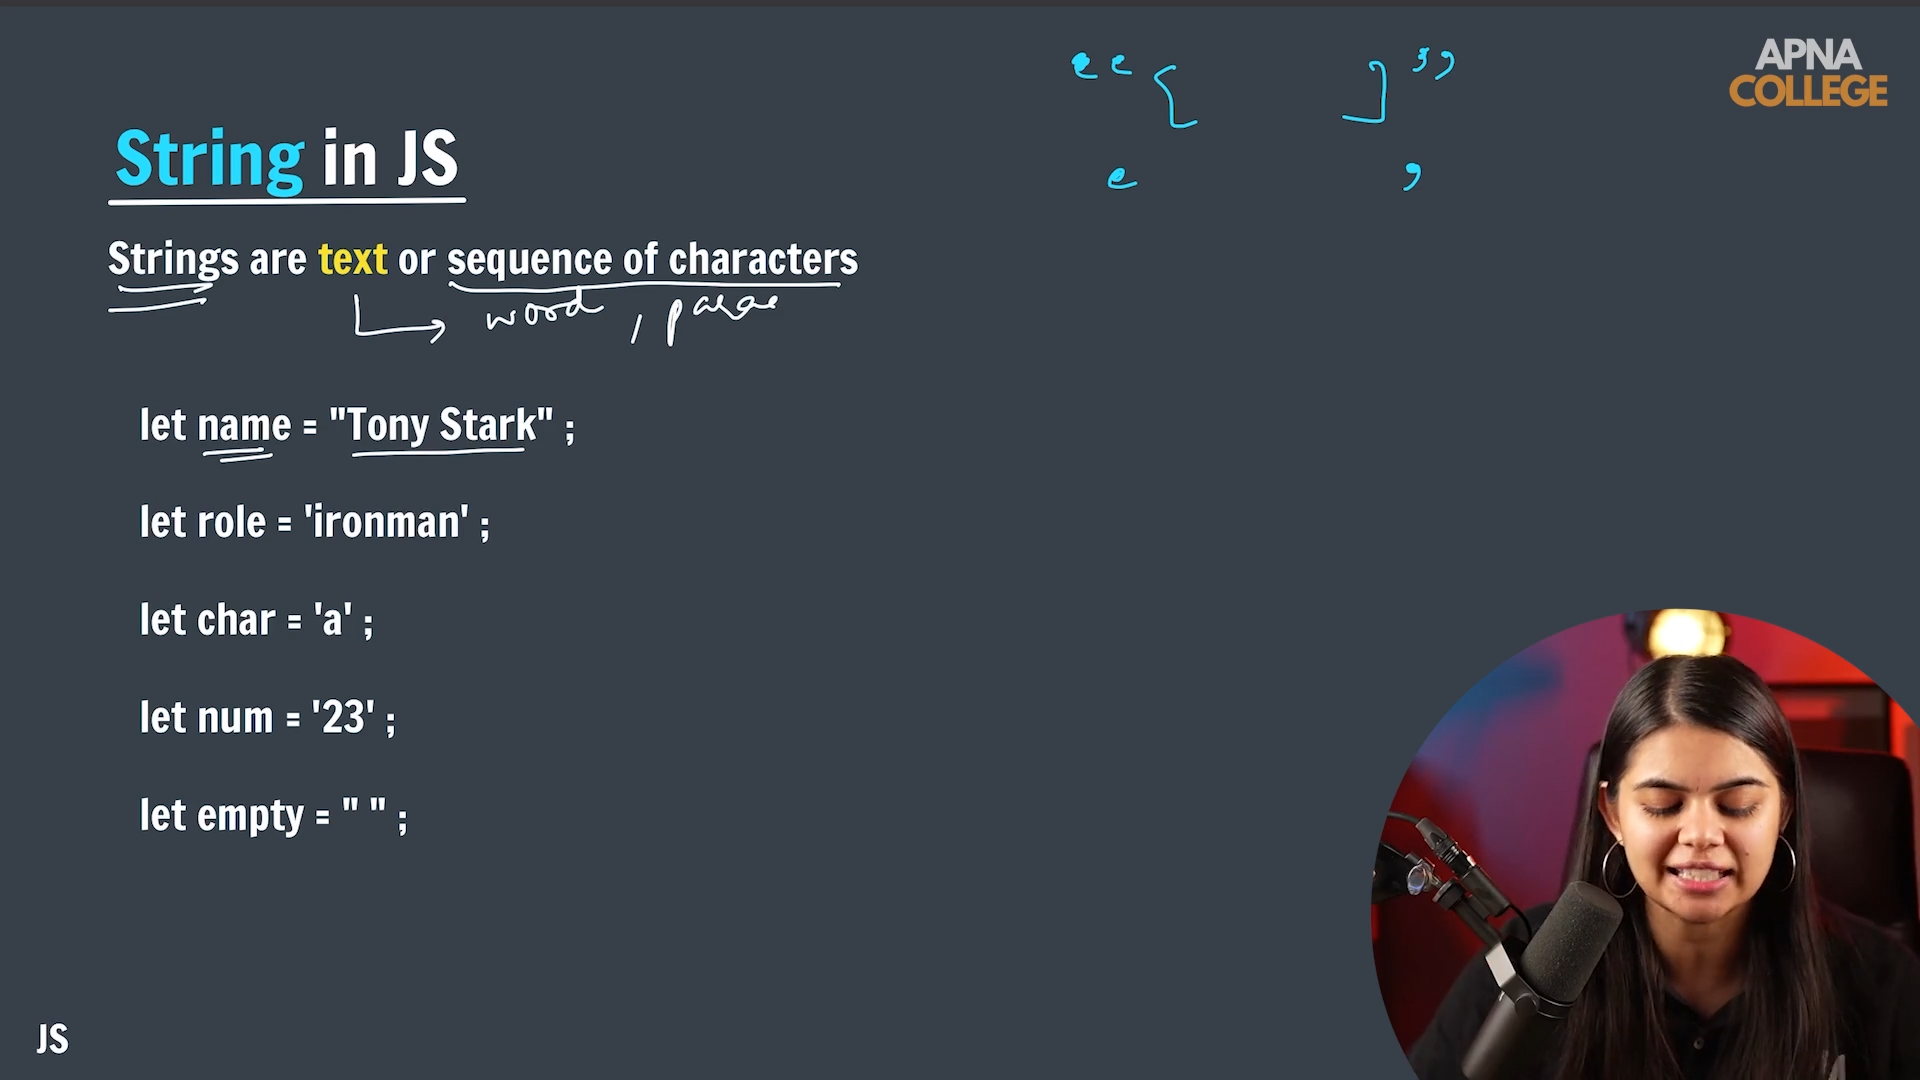 APNA
COLLEGE
String in JS
Strings are text or sequence of characters
word,
let name = "Tony Stark" ;
let role = 'ironman' ;
let char = 'a' ;
let num = '23' ;
let empty = " " ;
JS